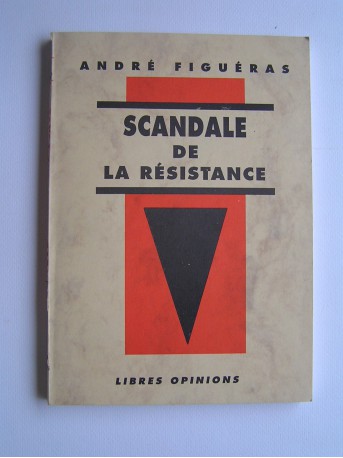 ANDRÉ FIGUÉRAS
SCANDALE
DE
LA RÉSISTANCE
LIBRES OPINIONS